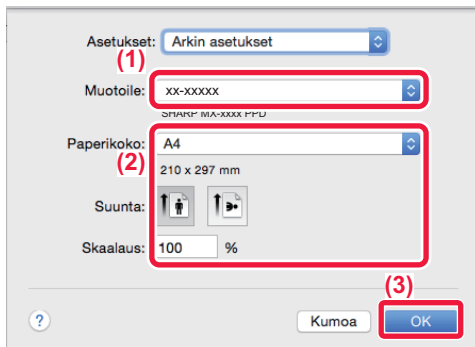 Asetukset: Arkin asetukset
(1)
Muotoile: xx-xxxxx
SHARP MX-xxxx PPD
Paperikoko: A4
(2)
210 x 297 mm
Suunta:
Skaalaus: 100 %
(3)
? Kumoa OK